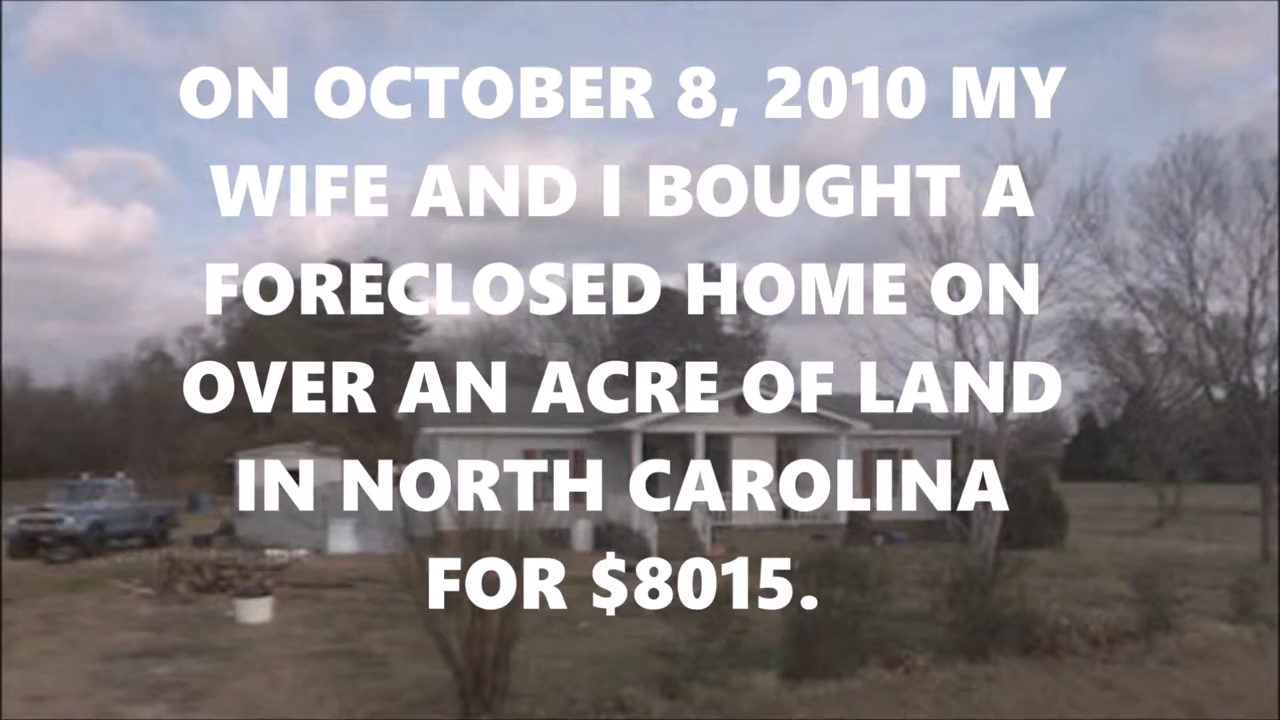 ON OCTOBER 8, 2010 MY
WIFE AND I BOUGHT A
FORECLOSED HOME ON
OVER AN ACRE OF LAND
IN NORTH CAROLINA
FOR $8015.